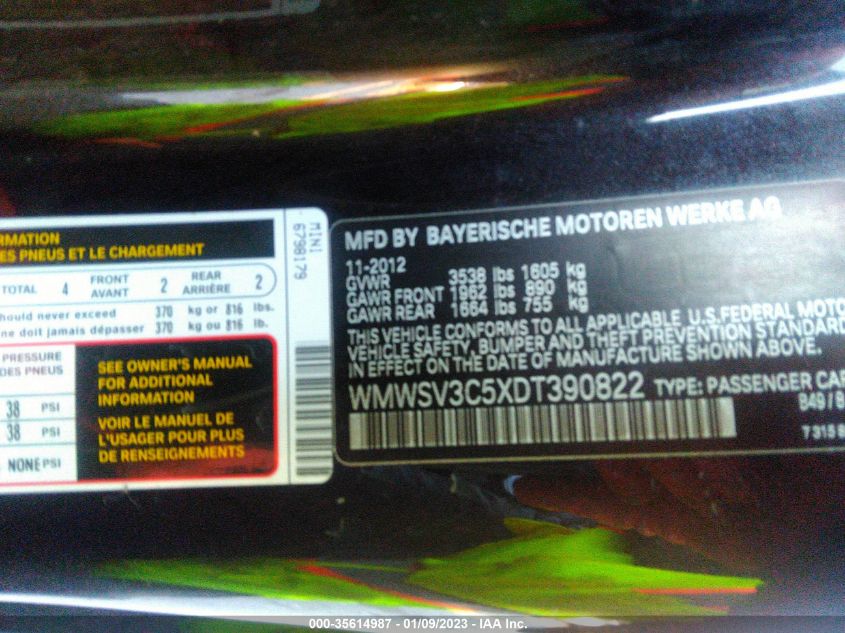 RMATION
ES PNEUS ET LE CHARGEMENT
TOTAL 4 FRONT AVANT 2 REAR ARRIÈRE 2
hould never exceed 370 kg or 816 lbs.
ne doit jamais dépasser 370 kg ou 816 lb.
PRESSURE
DES PNEUS
38 PSI
38 PSI
NONE PSI
SEE OWNER'S MANUAL
FOR ADDITIONAL
INFORMATION
VOIR LE MANUEL DE
L'USAGER POUR PLUS
DE RENSEIGNEMENTS
MINI 6798179
MFD BY BAYERISCHE MOTOREN WERKE AG
11-2012
GVWR 3538 lbs 1605 kg
GAWR FRONT 1962 lbs 890 kg
GAWR REAR 1664 lbs 755 kg
THIS VEHICLE CONFORMS TO ALL APPLICABLE U.S.FEDERAL MOTO
VEHICLE SAFETY, BUMPER AND THEFT PREVENTION STANDARD
IN EFFECT ON THE DATE OF MANUFACTURE SHOWN ABOVE.
WMWSV3C5XDT390822 TYPE: PASSENGER CAR
B49/B
7 315 8
000-35614987 - 01/09/2023 - IAA Inc.